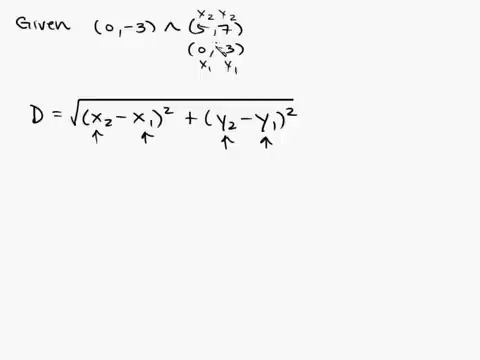 x₂ y₂
Given (0,-3) ~ (5,7)
(0,-3)
x₁ y₁
D = √(x₂ - x₁)² + (y₂ - y₁)²
↑ ↑ ↑ ↑